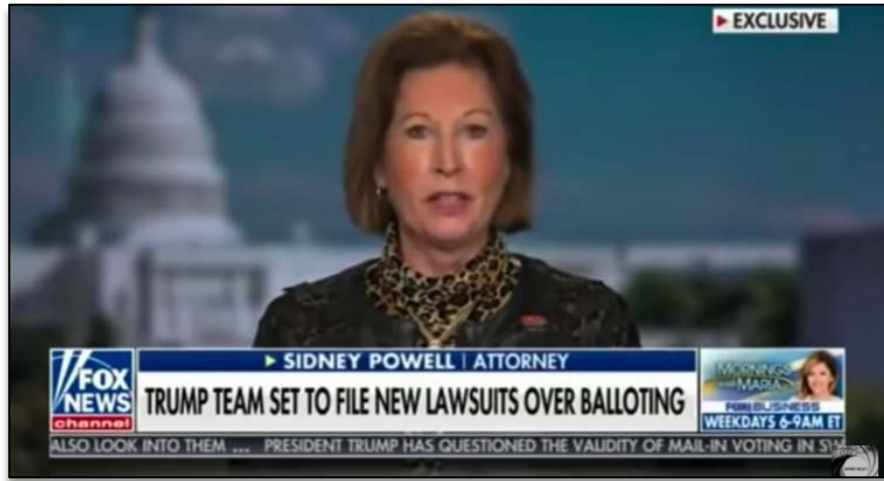 EXCLUSIVE
SIDNEY POWELL | ATTORNEY
FOX
NEWS
channel
TRUMP TEAM SET TO FILE NEW LAWSUITS OVER BALLOTING
MORNINGS
WITH MARIA
FOX BUSINESS
WEEKDAYS 6-9AM ET
ALSO LOOK INTO THEM ... PRESIDENT TRUMP HAS QUESTIONED THE VALIDITY OF MAIL-IN VOTING IN